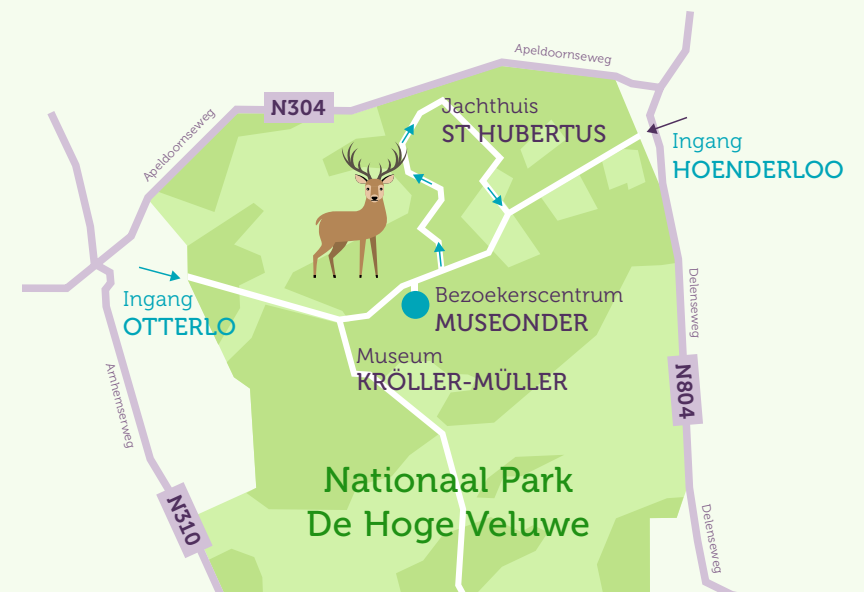 Apeldoornseweg
N304
Apeldoornseweg
Jachthuis
ST HUBERTUS
Ingang
HOENDERLOO
Ingang
OTTERLO
Bezoekerscentrum
MUSEONDER
Delenseweg
Museum
KRÖLLER-MÜLLER
Arnhemserweg
N804
Nationaal Park
De Hoge Veluwe
N310
Delenseweg